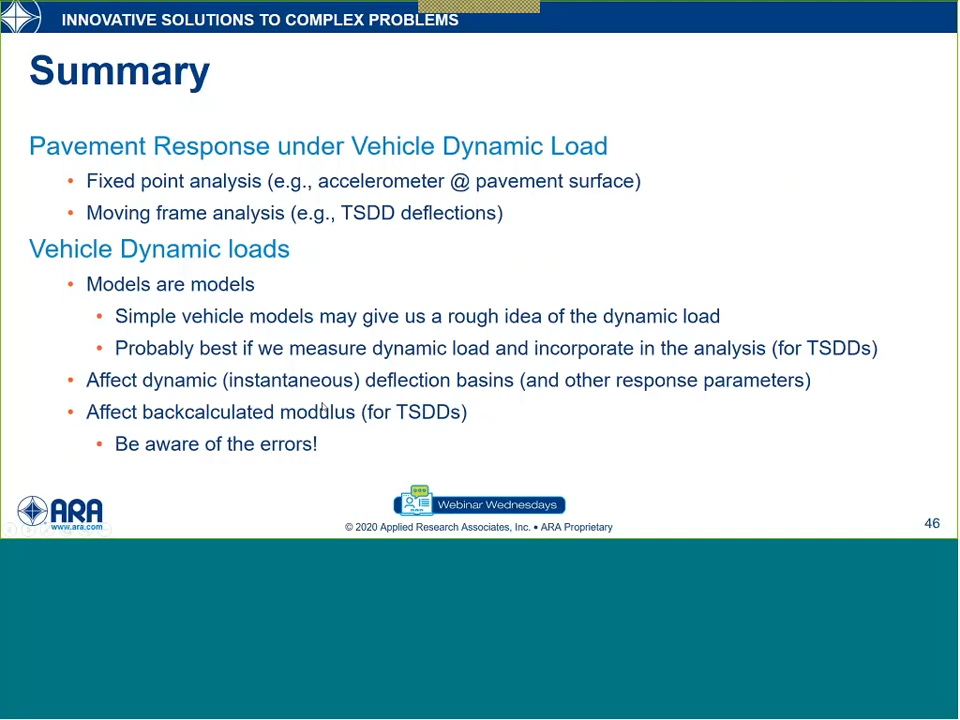 INNOVATIVE SOLUTIONS TO COMPLEX PROBLEMS
Summary
Pavement Response under Vehicle Dynamic Load
• Fixed point analysis (e.g., accelerometer @ pavement surface)
• Moving frame analysis (e.g., TSDD deflections)
Vehicle Dynamic loads
• Models are models
• Simple vehicle models may give us a rough idea of the dynamic load
• Probably best if we measure dynamic load and incorporate in the analysis (for TSDDs)
• Affect dynamic (instantaneous) deflection basins (and other response parameters)
• Affect backcalculated modulus (for TSDDs)
• Be aware of the errors!
ARA
www.ara.com
Webinar Wednesdays
© 2020 Applied Research Associates, Inc. • ARA Proprietary
46